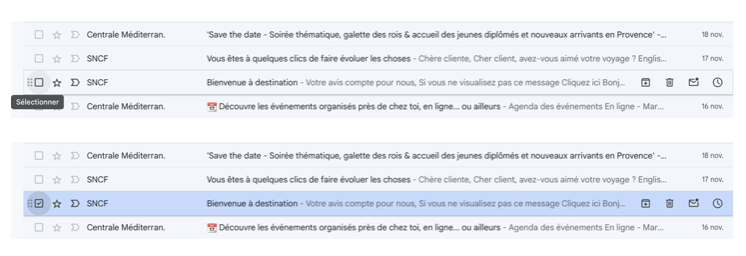 Centrale Méditerran. 'Save the date - Soirée thématique, galette des rois & accueil des jeunes diplômés et nouveaux arrivants en Provence' -... 18 nov.
SNCF Vous êtes à quelques clics de faire évoluer les choses - Chère cliente, Cher client, avez-vous aimé votre voyage ? Englis... 17 nov.
SNCF Bienvenue à destination - Votre avis compte pour nous, Si vous ne visualisez pas ce message Cliquez ici Bonj...
Sélectionner
Centrale Méditerran. 📅 Découvre les événements organisés près de chez toi, en ligne... ou ailleurs - Agenda des événements En ligne - Mar... 16 nov.
Centrale Méditerran. 'Save the date - Soirée thématique, galette des rois & accueil des jeunes diplômés et nouveaux arrivants en Provence' -... 18 nov.
SNCF Vous êtes à quelques clics de faire évoluer les choses - Chère cliente, Cher client, avez-vous aimé votre voyage ? Englis... 17 nov.
SNCF Bienvenue à destination - Votre avis compte pour nous, Si vous ne visualisez pas ce message Cliquez ici Bonj...
Centrale Méditerran. 📅 Découvre les événements organisés près de chez toi, en ligne... ou ailleurs - Agenda des événements En ligne - Mar... 16 nov.